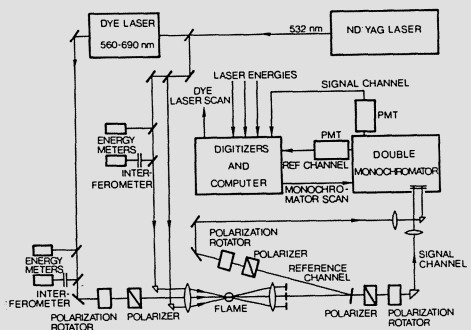 DYE LASER
560-690 nm
532 nm
ND YAG LASER
LASER ENERGIES
SIGNAL CHANNEL
DYE
LASER SCAN
PMT
ENERGY
METERS
INTER-
FEROMETER
DIGITIZERS
AND
COMPUTER
PMT
REF CHANNEL
DOUBLE
MONOCHROMATOR
MONOCHRO-
MATOR SCAN
POLARIZATION
ROTATOR
POLARIZER
REFERENCE
CHANNEL
SIGNAL
CHANNEL
ENERGY
METERS
INTER-
FEROMETER
POLARIZATION
ROTATOR
POLARIZER
FLAME
POLARIZER
POLARIZATION
ROTATOR